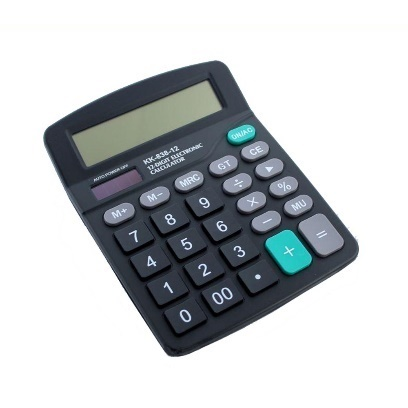 KK-838-12
12-DIGIT ELECTRONIC
CALCULATOR
AUTO POWER OFF
ON/AC
M+ M− MRC GT CE
7 8 9 ÷ ▶
4 5 6 × %
1 2 3 − MU
0 00 · + =